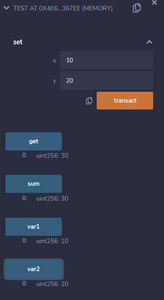 TEST AT 0X4E6...367EE (MEMORY)
set
x: 10
y: 20
transact
get
0: uint256: 30
sum
0: uint256: 30
var1
0: uint256: 10
var2
0: uint256: 20